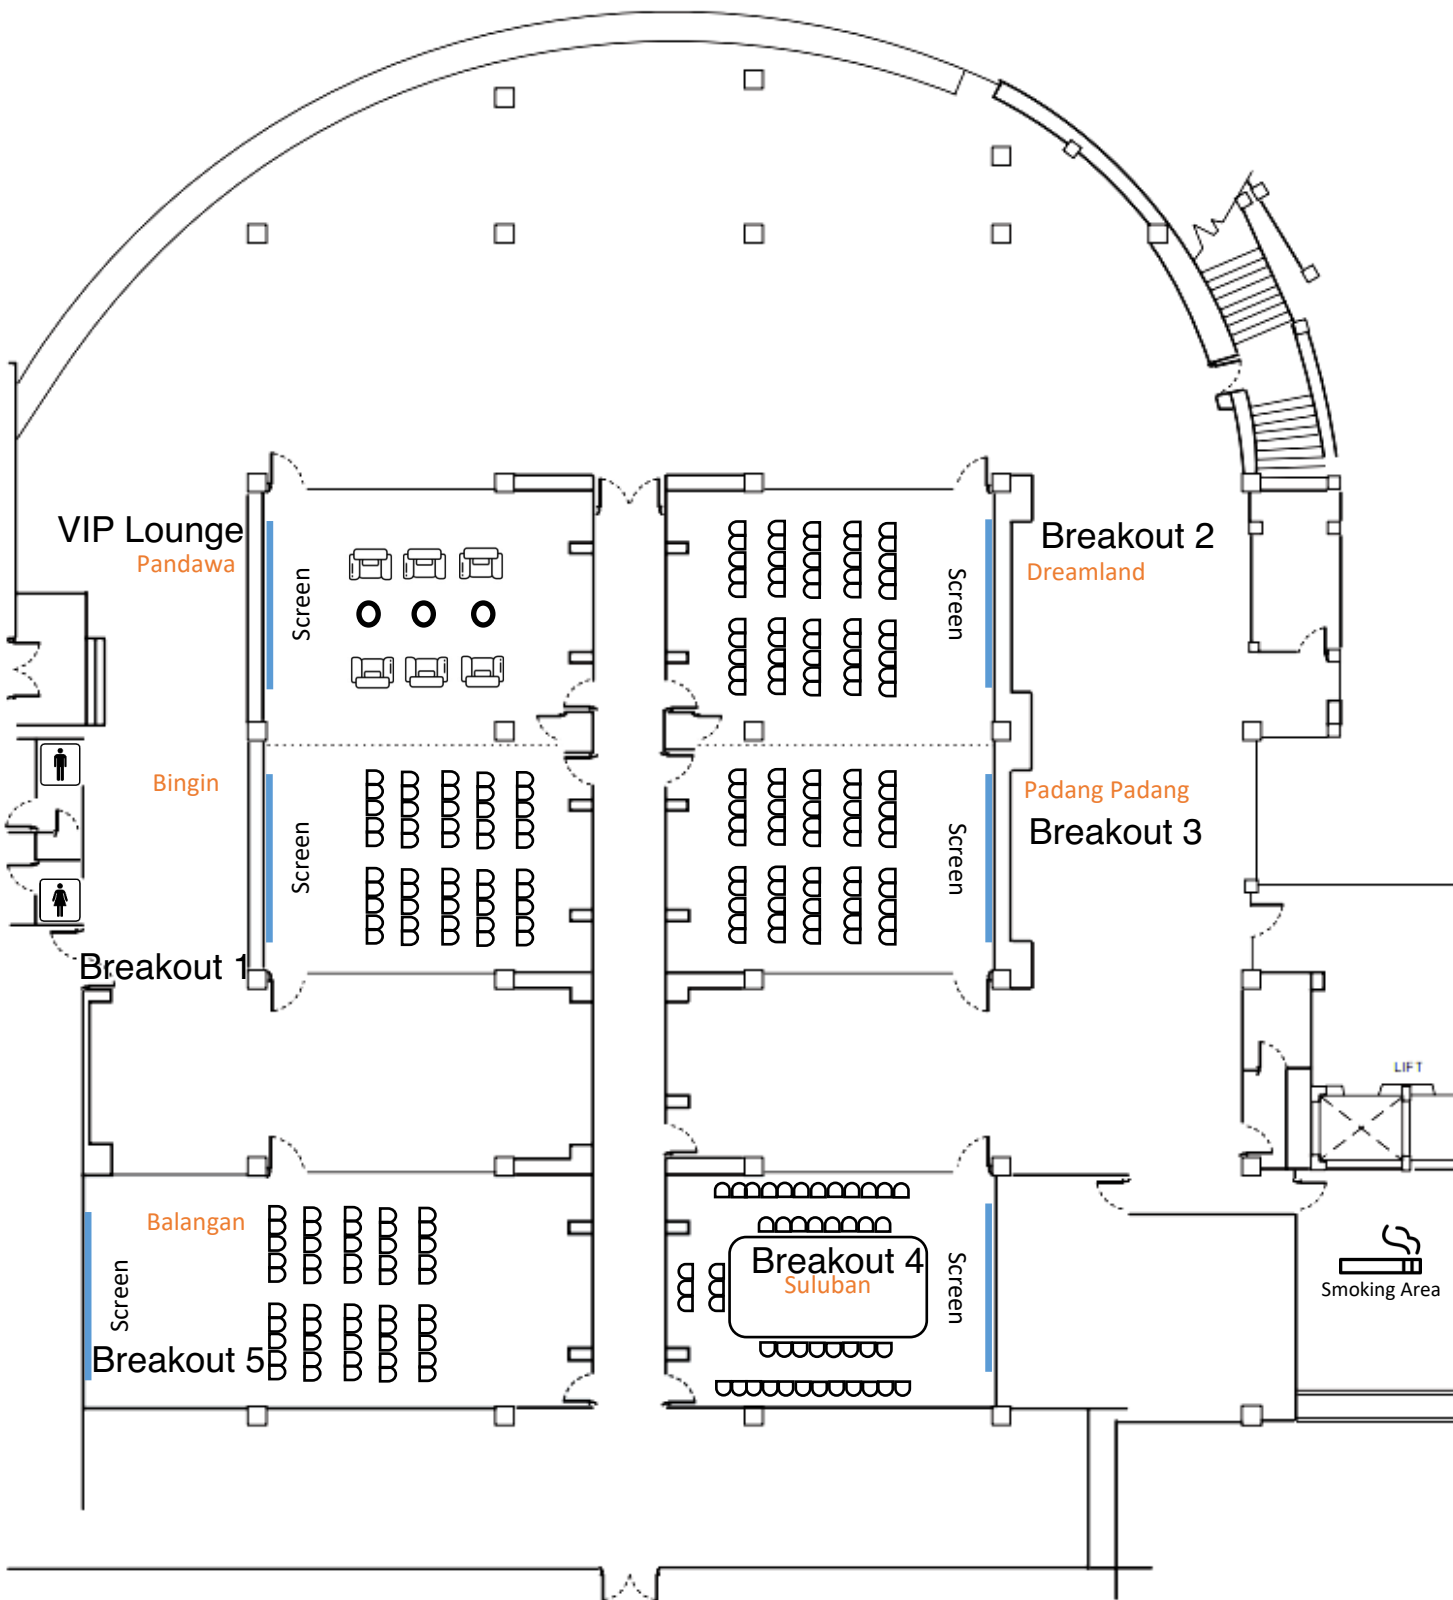 VIP Lounge
Pandawa
Screen
Screen
Breakout 2
Dreamland
Bingin
Screen
Screen
Padang Padang
Breakout 3
Breakout 1
LIFT
Balangan
Screen
Breakout 5
Breakout 4
Suluban
Screen
Smoking Area